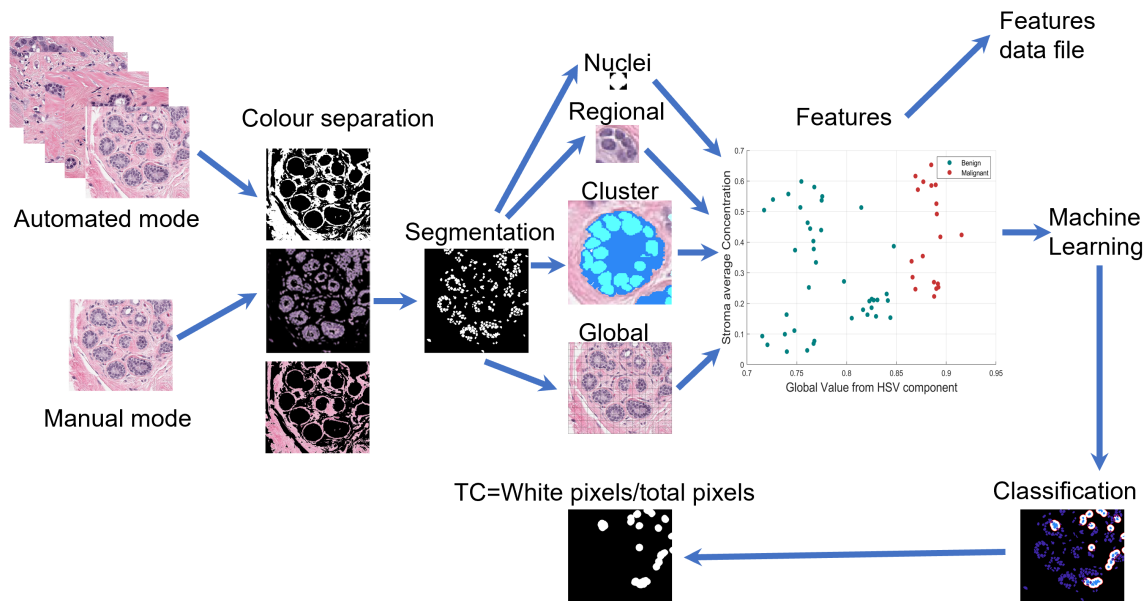 Automated mode
Manual mode
Colour separation
Segmentation
Nuclei
Regional
Cluster
Global
Features
Features
data file
Stroma average Concentration
0.7
0.6
0.5
0.4
0.3
0.2
0.1
0
0.7
0.75
0.8
0.85
0.9
0.95
Global Value from HSV component
Benign
Malignant
Machine
Learning
Classification
TC=White pixels/total pixels